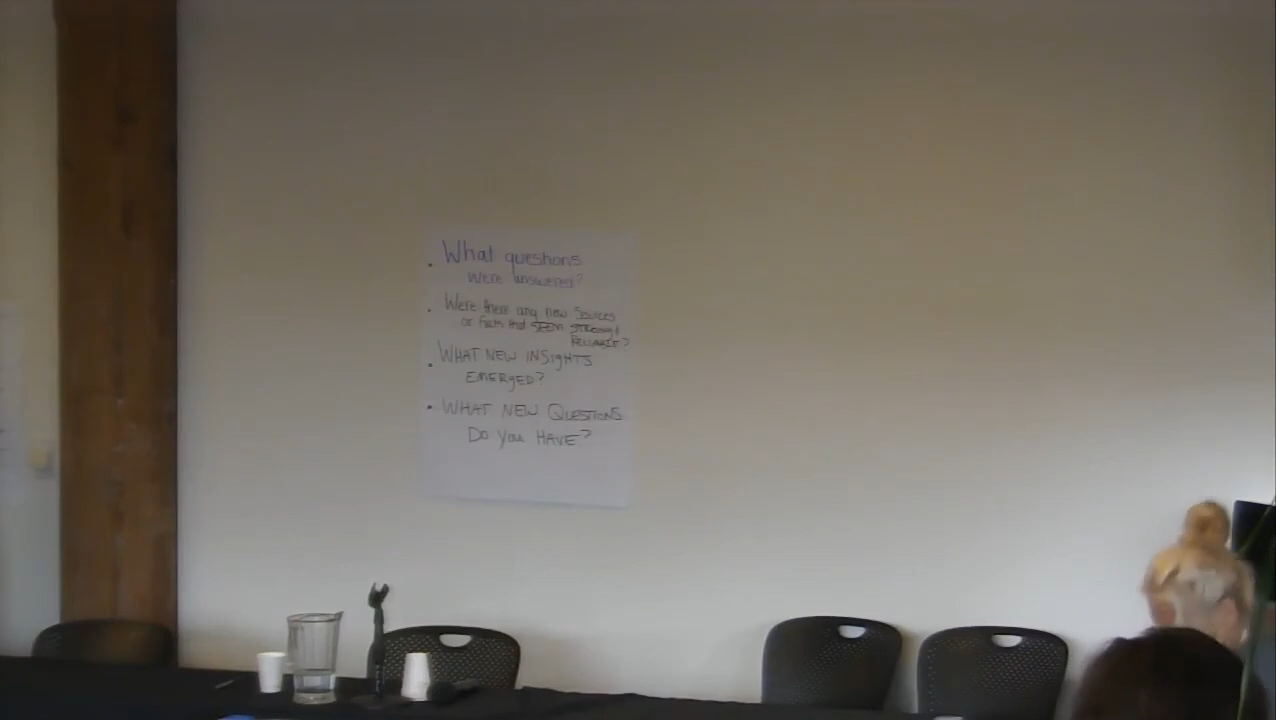 • What questions
were answered?
• Were there any new sources
or facts that SEEM STRONG &
RELIABLE?
• WHAT NEW INSIGHTS
EMERGED?
• WHAT NEW QUESTIONS
DO YOU HAVE?